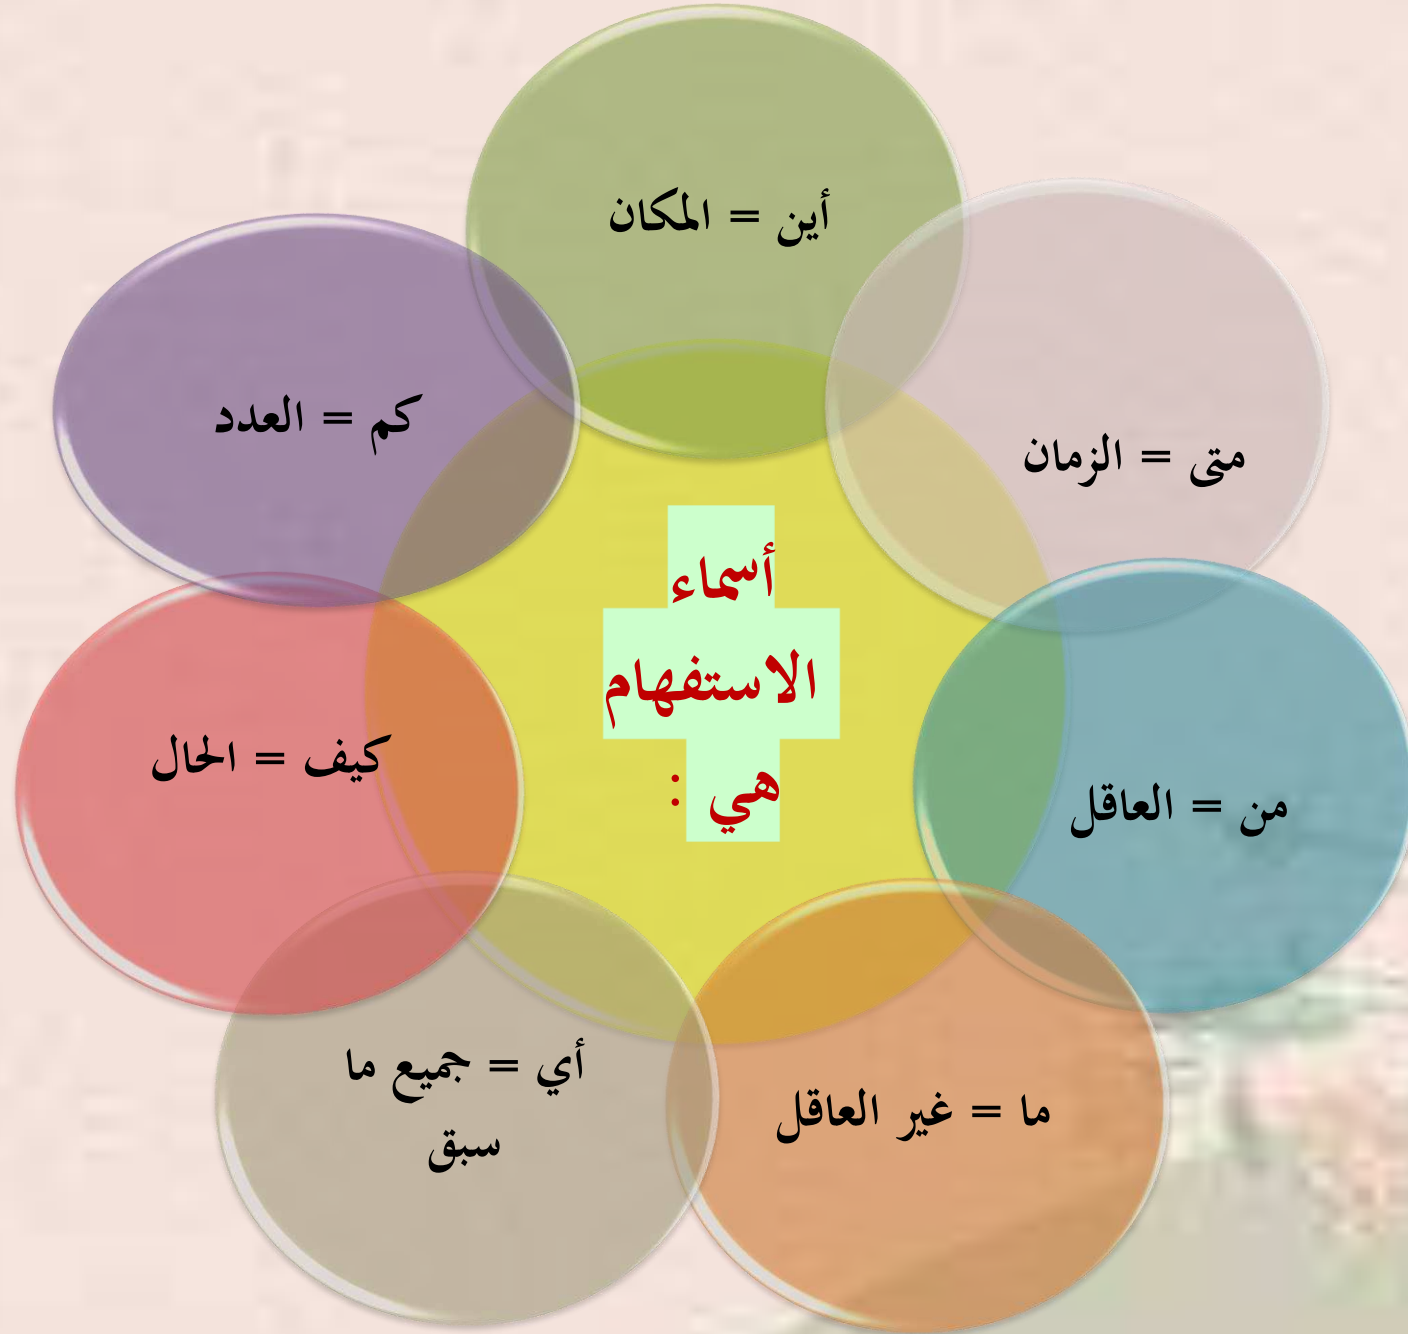 أسماء
الاستفهام
هي :
أين = المكان
متى = الزمان
من = العاقل
ما = غير العاقل
أي = جميع ما
سبق
كيف = الحال
كم = العدد